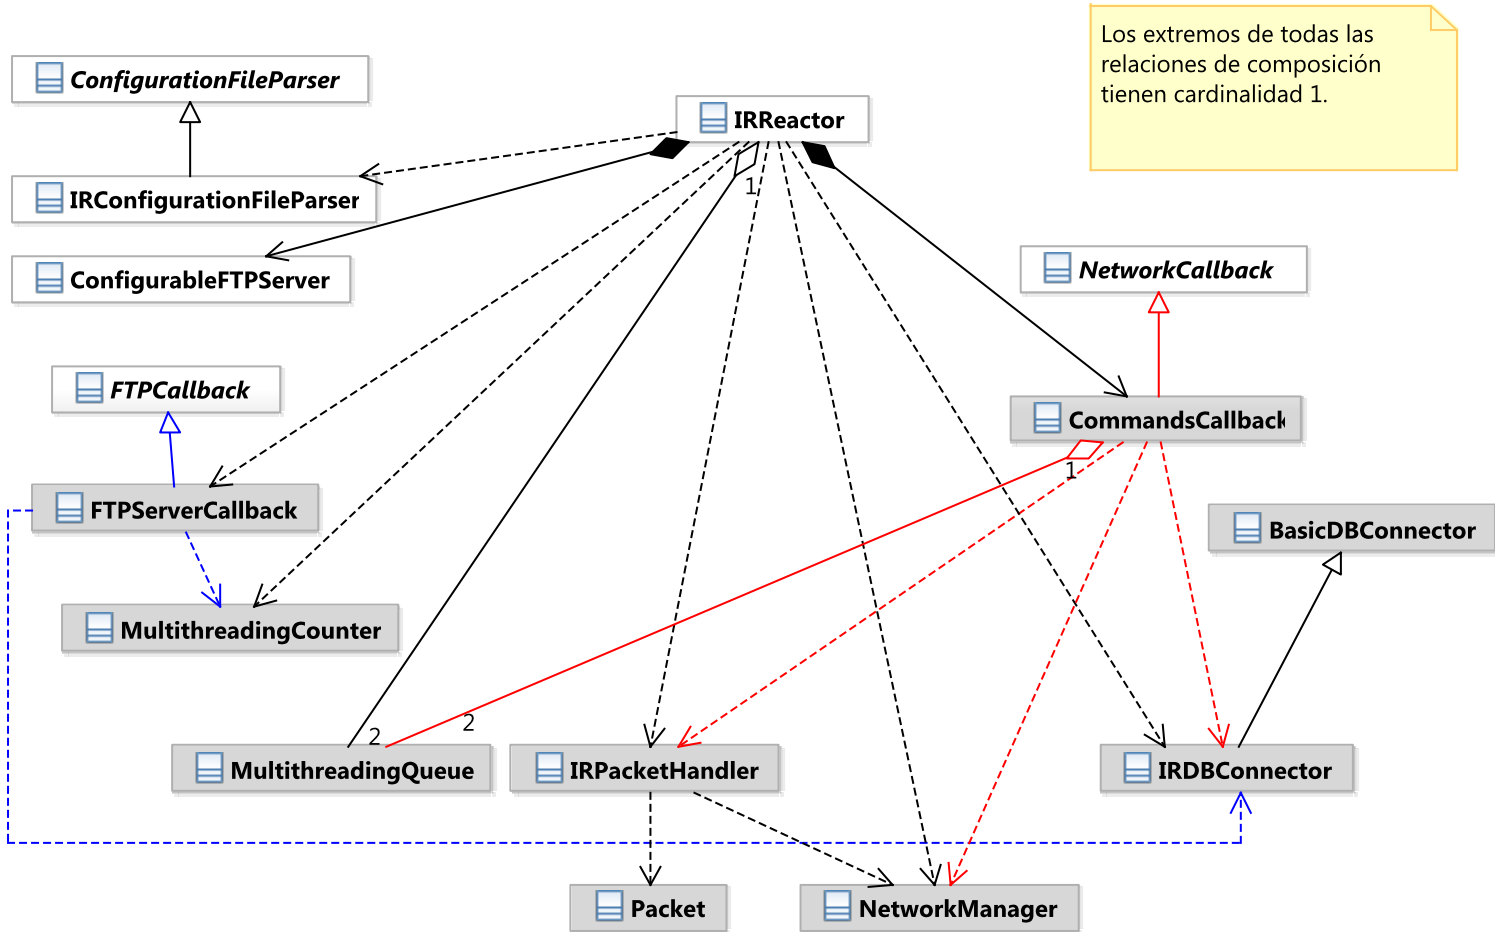 Los extremos de todas las
relaciones de composición
tienen cardinalidad 1.
ConfigurationFileParser
IRReactor
1
IRConfigurationFileParser
ConfigurableFTPServer
NetworkCallback
FTPCallback
CommandsCallback
1
FTPServerCallback
BasicDBConnector
MultithreadingCounter
2
2
MultithreadingQueue
IRPacketHandler
IRDBConnector
Packet
NetworkManager